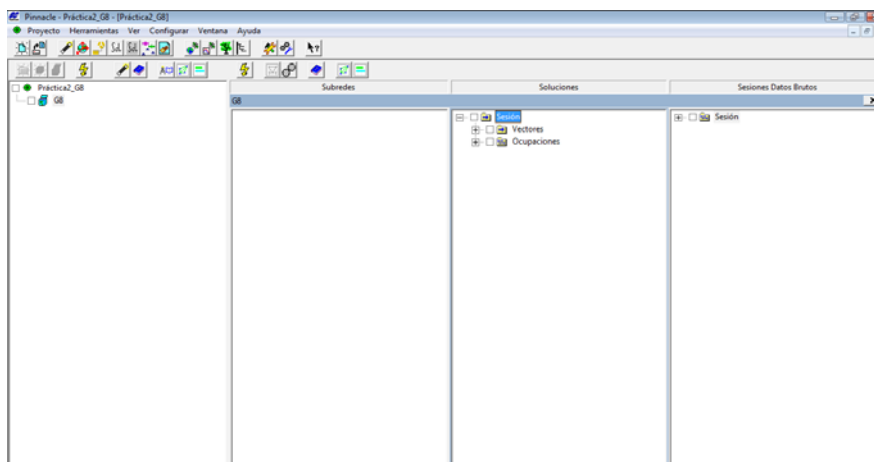 Pinnacle - Práctica2_G8 - [Práctica2_G8]
Proyecto Herramientas Ver Configurar Ventana Ayuda
Práctica2_G8
G8
Subredes
Soluciones
Sesiones Datos Brutos
G8
Sesión
Vectores
Ocupaciones
Sesión